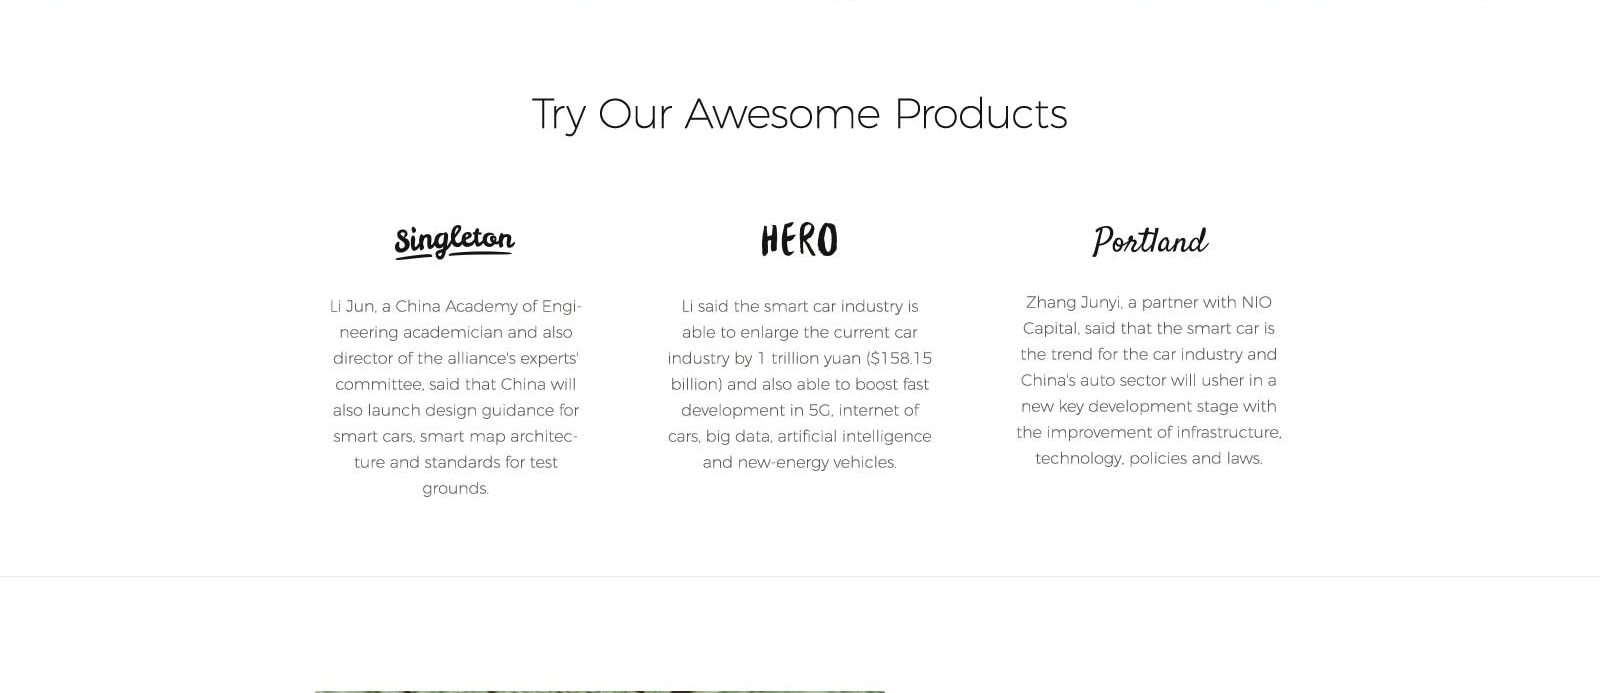 Try Our Awesome Products
Singleton
Li Jun, a China Academy of Engi-
neering academician and also
director of the alliance's experts'
committee, said that China will
also launch design guidance for
smart cars, smart map architec-
ture and standards for test
grounds.
HERO
Li said the smart car industry is
able to enlarge the current car
industry by 1 trillion yuan ($158.15
billion) and also able to boost fast
development in 5G, internet of
cars, big data, artificial intelligence
and new-energy vehicles.
Portland
Zhang Junyi, a partner with NIO
Capital, said that the smart car is
the trend for the car industry and
China's auto sector will usher in a
new key development stage with
the improvement of infrastructure,
technology, policies and laws.